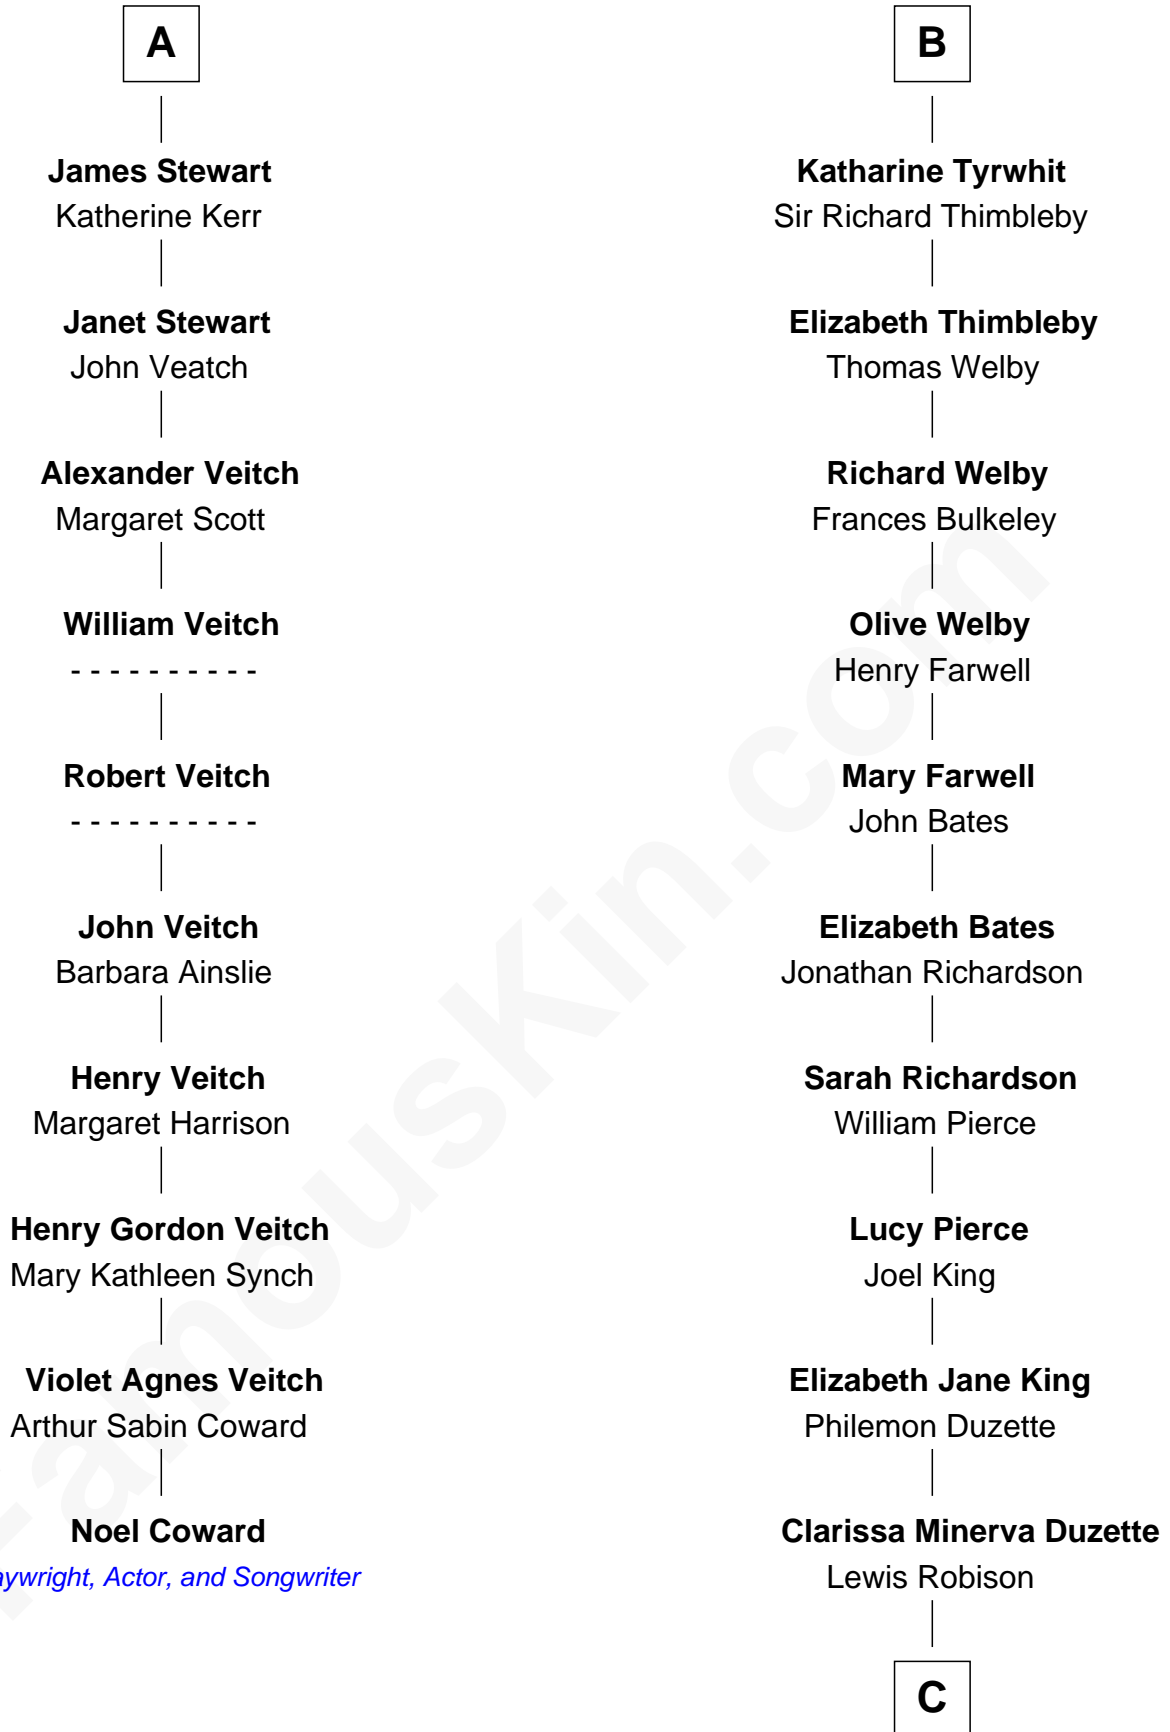 A
James Stewart
Katherine Kerr
Janet Stewart
John Veatch
Alexander Veitch
Margaret Scott
William Veitch
- - - - - - - - - -
Robert Veitch
- - - - - - - - - -
John Veitch
Barbara Ainslie
Henry Veitch
Margaret Harrison
Henry Gordon Veitch
Mary Kathleen Synch
Violet Agnes Veitch
Arthur Sabin Coward
Noel Coward
aywright, Actor, and Songwriter
B
Katharine Tyrwhit
Sir Richard Thimbleby
Elizabeth Thimbleby
Thomas Welby
Richard Welby
Frances Bulkeley
Olive Welby
Henry Farwell
Mary Farwell
John Bates
Elizabeth Bates
Jonathan Richardson
Sarah Richardson
William Pierce
Lucy Pierce
Joel King
Elizabeth Jane King
Philemon Duzette
Clarissa Minerva Duzette
Lewis Robison
C
FamousKin.com